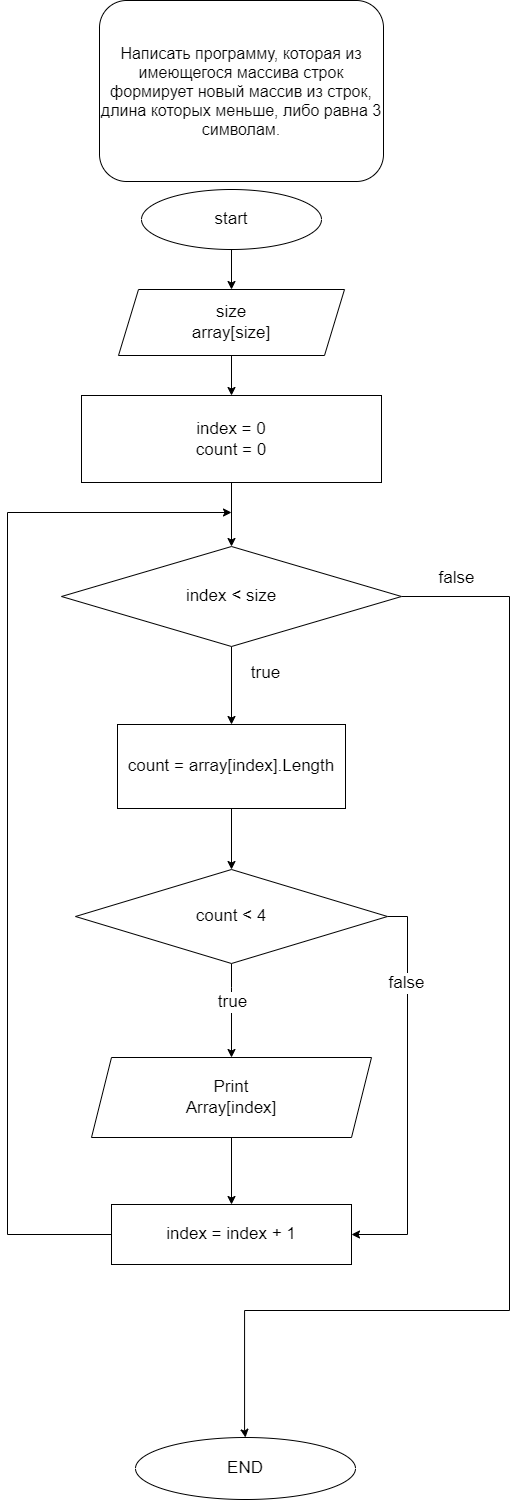 Написать программу, которая из
имеющегося массива строк
формирует новый массив из строк,
длина которых меньше, либо равна 3
символам.
start
size
array[size]
index = 0
count = 0
index < size
false
true
count = array[index].Length
count < 4
false
true
Print
Array[index]
index = index + 1
END